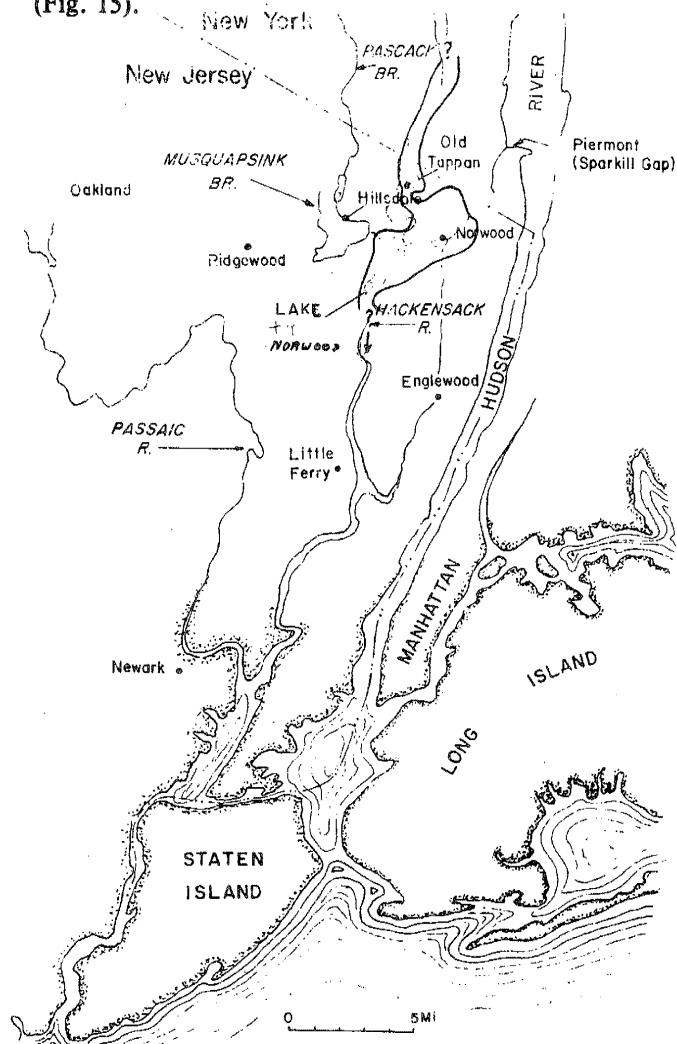 (Fig. 15).
New York
New Jersey
PASCACK
BR.
?
RIVER
Piermont
(Sparkill Gap)
Old
Tappan
MUSQUAPSINK
BR.
Oakland
Hillsdale
Norwood
Ridgewood
LAKE
NORWOOD
?
HACKENSACK
R.
HUDSON
Englewood
PASSAIC
R.
Little
Ferry
MANHATTAN
Newark
LONG
ISLAND
STATEN
ISLAND
0 5Mi